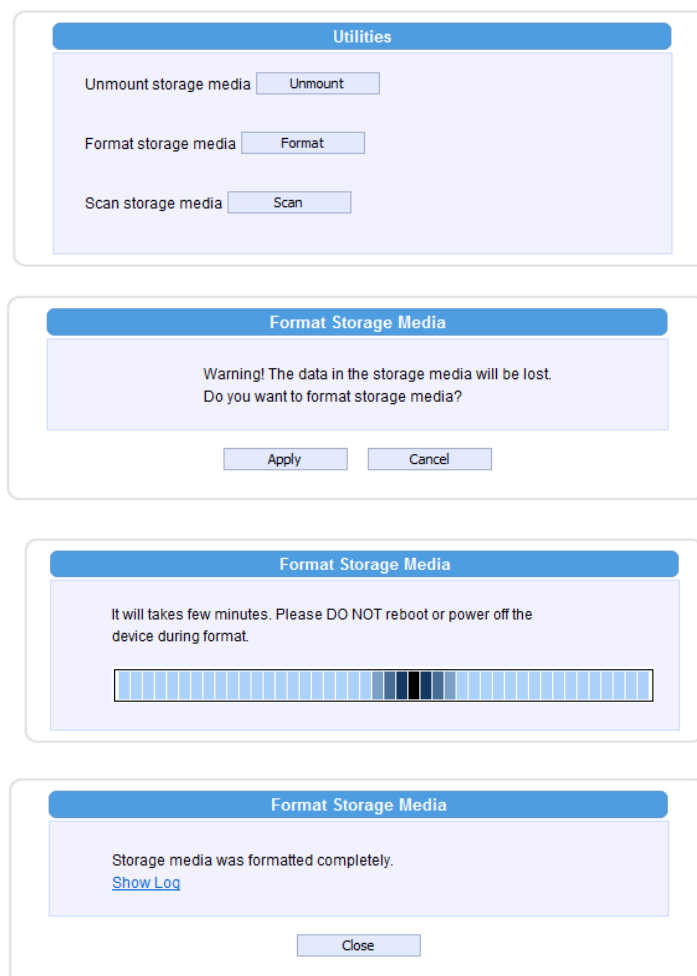 Utilities
Unmount storage media Unmount
Format storage media Format
Scan storage media Scan
Format Storage Media
Warning! The data in the storage media will be lost.
Do you want to format storage media?
Apply Cancel
Format Storage Media
It will takes few minutes. Please DO NOT reboot or power off the
device during format.
Format Storage Media
Storage media was formatted completely.
Show Log
Close